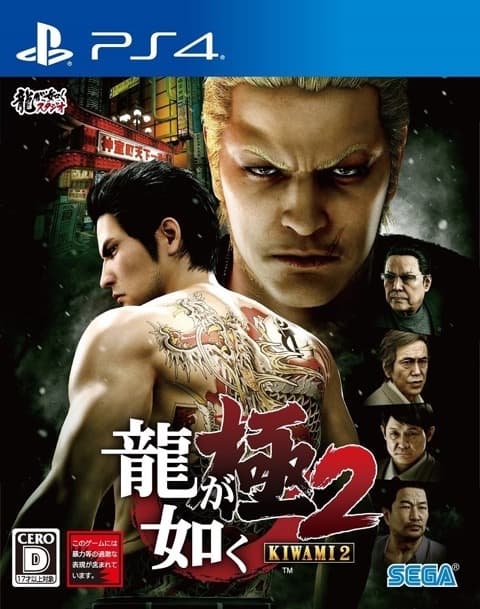 PS4
龍が如く
スタジオ
神室町天下一通り
龍が如く
極2
KIWAMI 2
TM
CERO
D
17才以上対象
このゲームには
暴力等の過激な
表現が含まれて
います。
SEGA